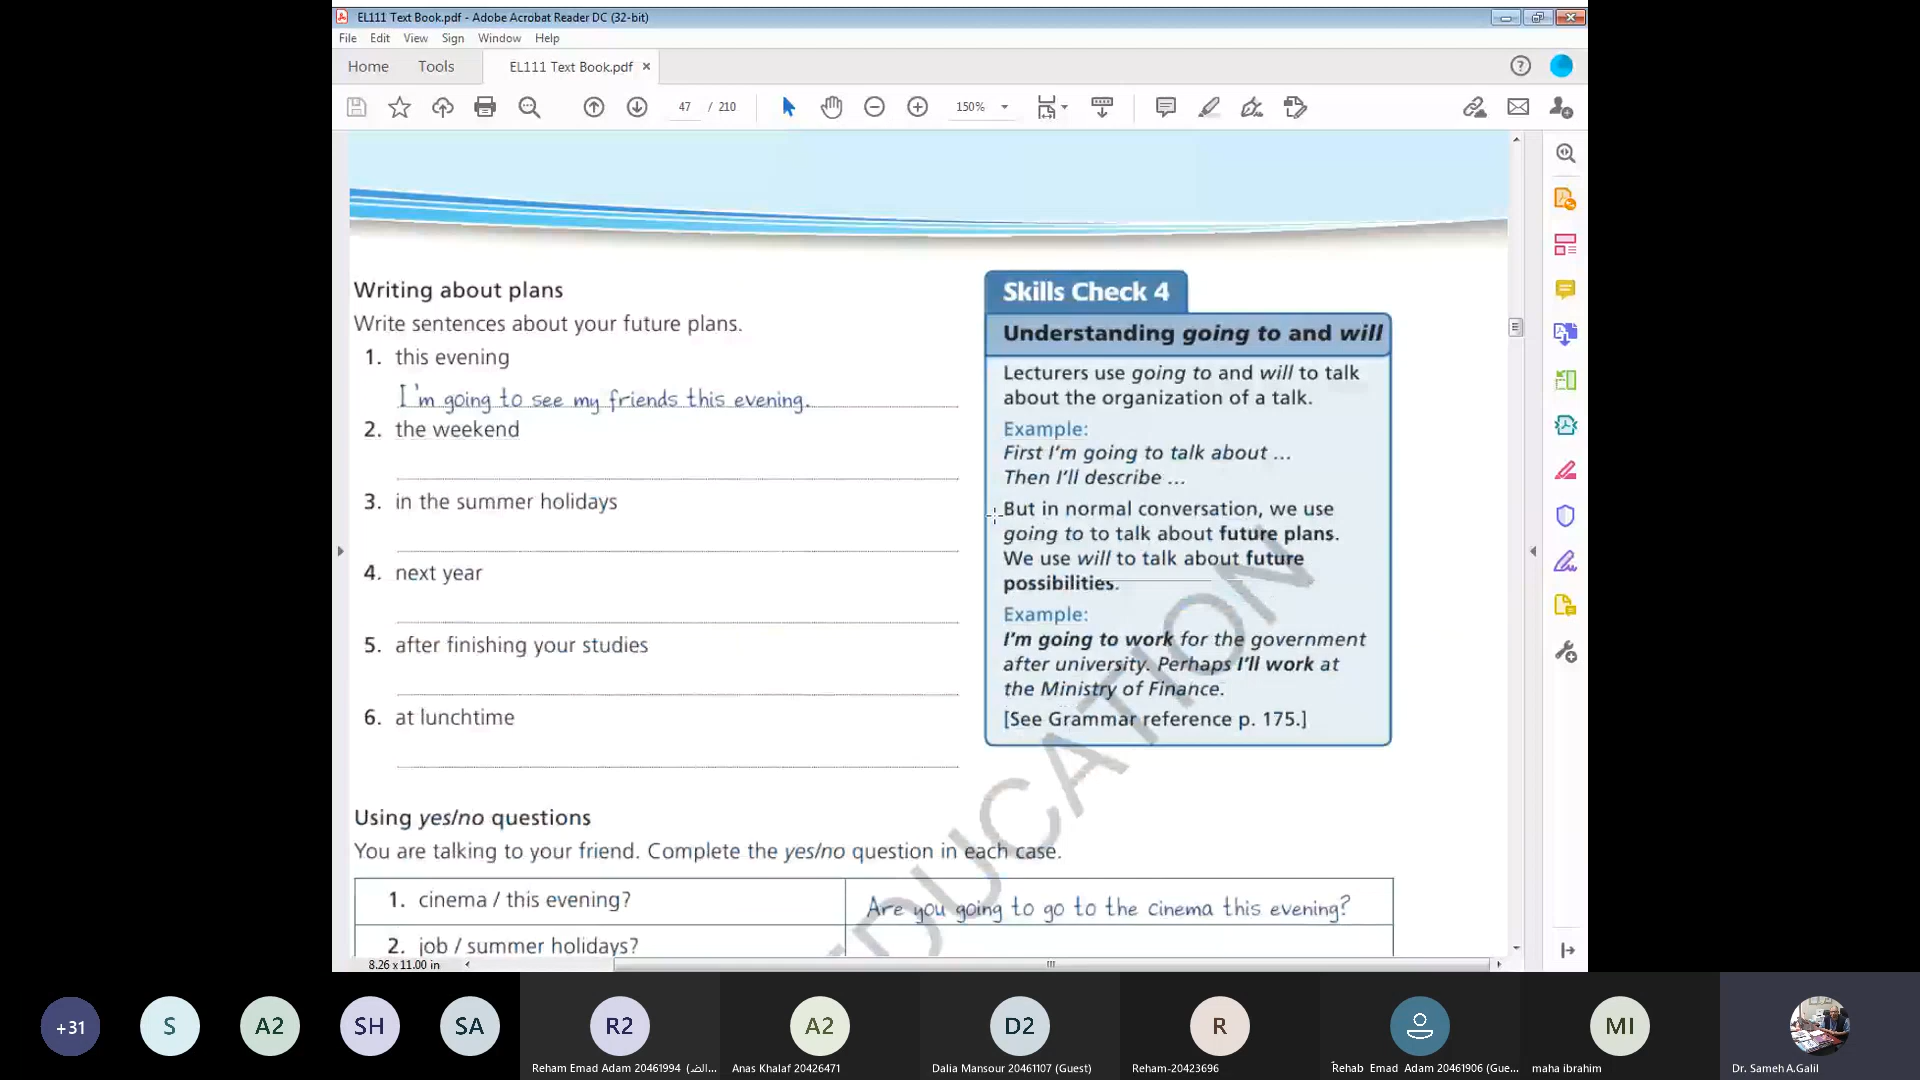 EL111 Text Book.pdf - Adobe Acrobat Reader DC (32-bit)
File Edit View Sign Window Help
Home Tools EL111 Text Book.pdf
47 / 210 150%
Writing about plans
Write sentences about your future plans.
1. this evening
I'm going to see my friends this evening.
2. the weekend
3. in the summer holidays
4. next year
5. after finishing your studies
6. at lunchtime
Skills Check 4
Understanding going to and will
Lecturers use going to and will to talk
about the organization of a talk.
Example:
First I'm going to talk about ...
Then I'll describe ...
But in normal conversation, we use
going to to talk about future plans.
We use will to talk about future
possibilities.
Example:
I'm going to work for the government
after university. Perhaps I'll work at
the Ministry of Finance.
[See Grammar reference p. 175.]
EDUCATION
Using yes/no questions
You are talking to your friend. Complete the yes/no question in each case.
1. cinema / this evening? Are you going to go to the cinema this evening?
2. job / summer holidays?
8.26 x 11.00 in
+31 S A2 SH SA R2 A2 D2 R MI
Reham Emad Adam 20461994 Anas Khalaf 20426471 Dalia Mansour 20461107 (Guest) Reham-20423696 Rehab Emad Adam 20461906 (Gue... maha ibrahim Dr. Sameh A.Galil